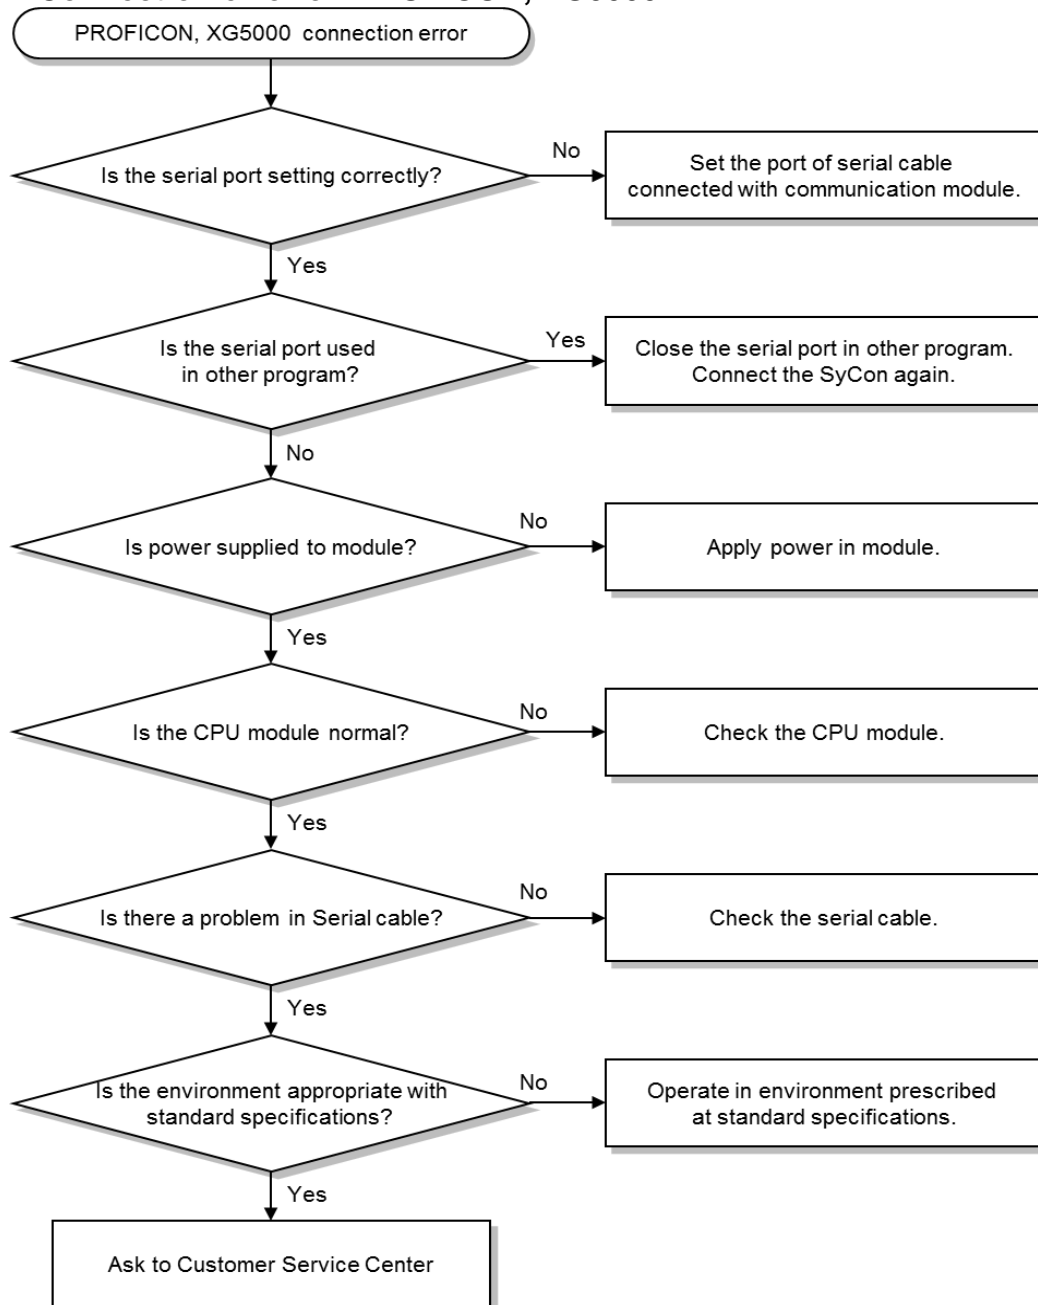 PROFICON, XG5000 connection error
Is the serial port setting correctly?
No
Set the port of serial cable
connected with communication module.
Yes
Is the serial port used
in other program?
Yes
Close the serial port in other program.
Connect the SyCon again.
No
Is power supplied to module?
No
Apply power in module.
Yes
Is the CPU module normal?
No
Check the CPU module.
Yes
Is there a problem in Serial cable?
No
Check the serial cable.
Yes
Is the environment appropriate with
standard specifications?
No
Operate in environment prescribed
at standard specifications.
Yes
Ask to Customer Service Center